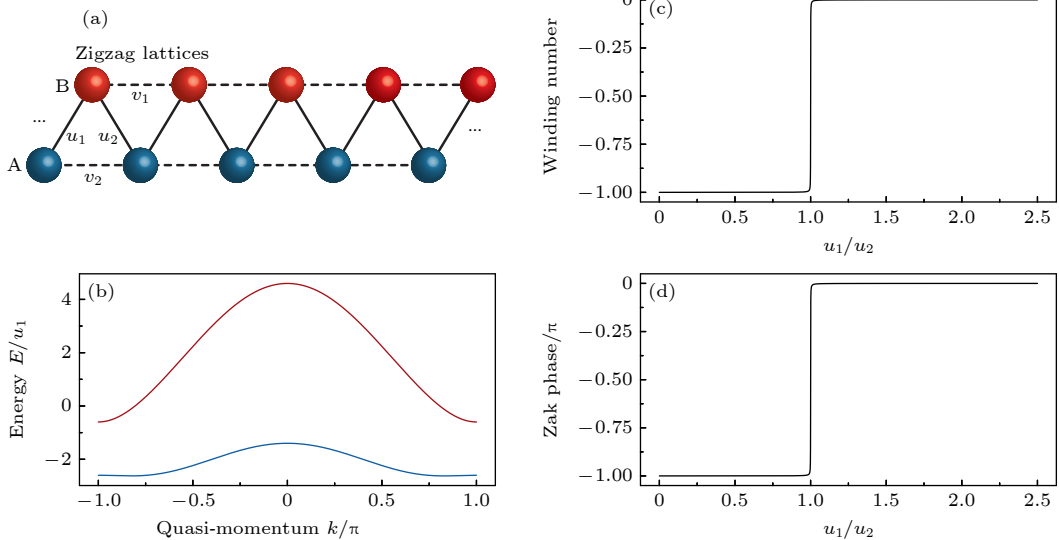 (a)
Zigzag lattices
B
v₁
...
u₁
u₂
...
A
v₂
(b)
Energy E/u₁
4
2
0
−2
−1.0
−0.5
0
0.5
1.0
Quasi-momentum k/π
(c)
Winding number
0
−0.25
−0.50
−0.75
−1.00
0
0.5
1.0
1.5
2.0
2.5
u₁/u₂
(d)
Zak phase/π
0
−0.25
−0.50
−0.75
−1.00
0
0.5
1.0
1.5
2.0
2.5
u₁/u₂